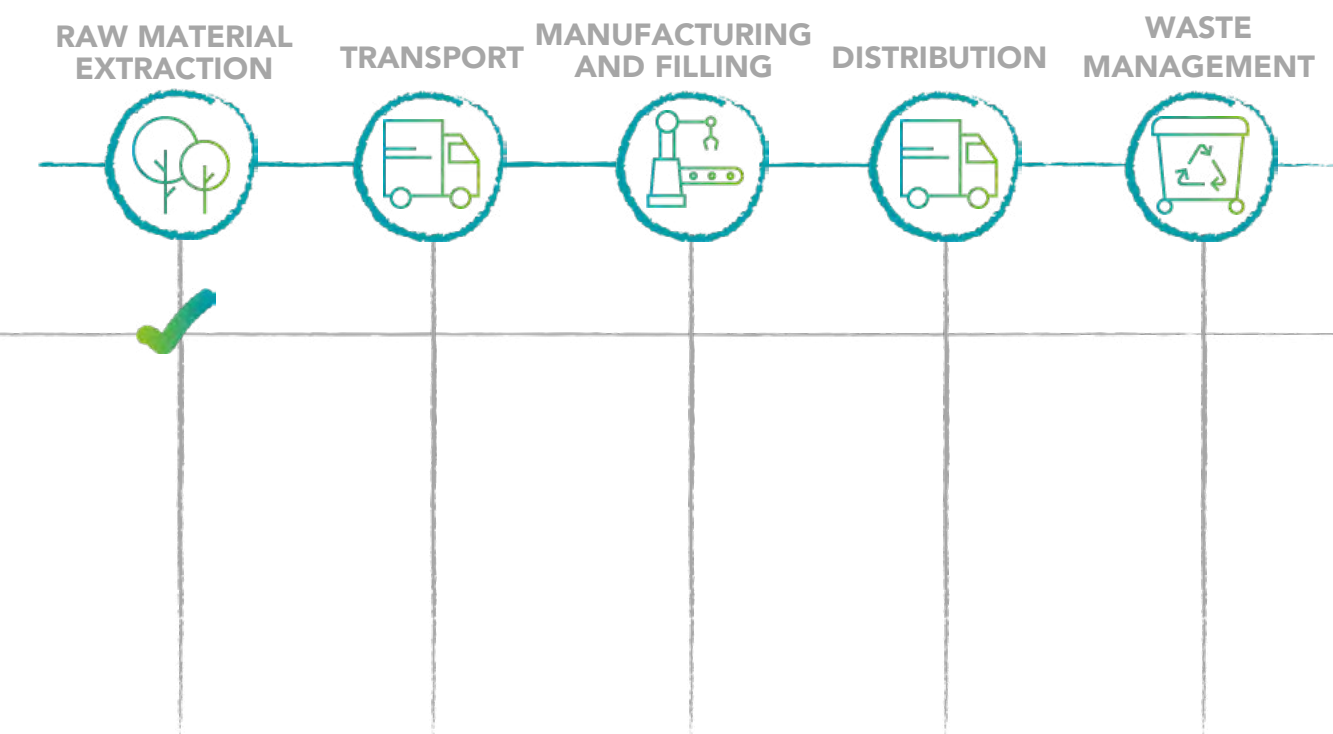 RAW MATERIAL
EXTRACTION
TRANSPORT
MANUFACTURING
AND FILLING
DISTRIBUTION
WASTE
MANAGEMENT